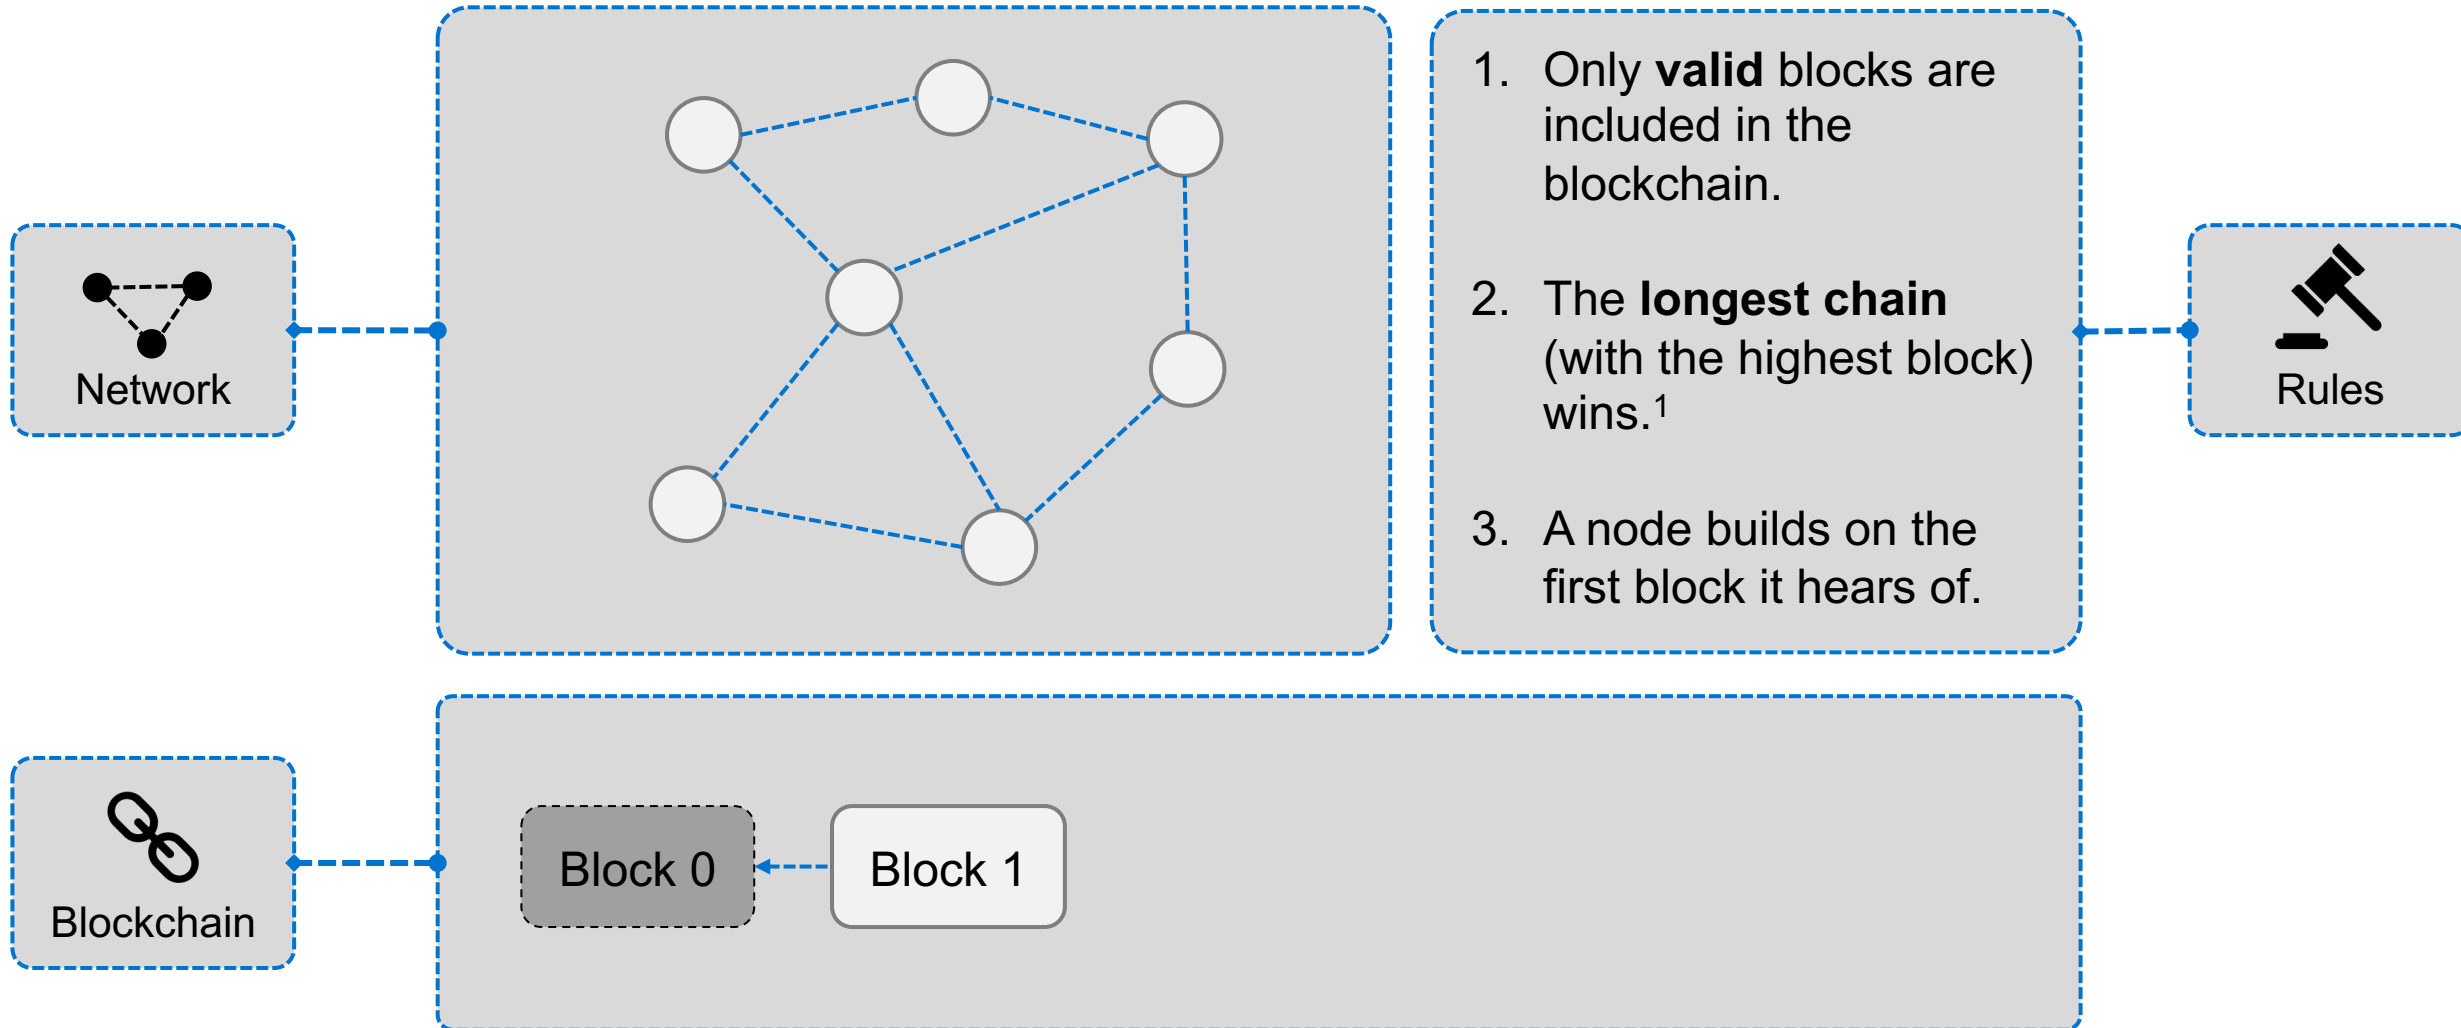 Network
1. Only valid blocks are
included in the
blockchain.
2. The longest chain
(with the highest block)
wins.¹
3. A node builds on the
first block it hears of.
Rules
Blockchain
Block 0
Block 1